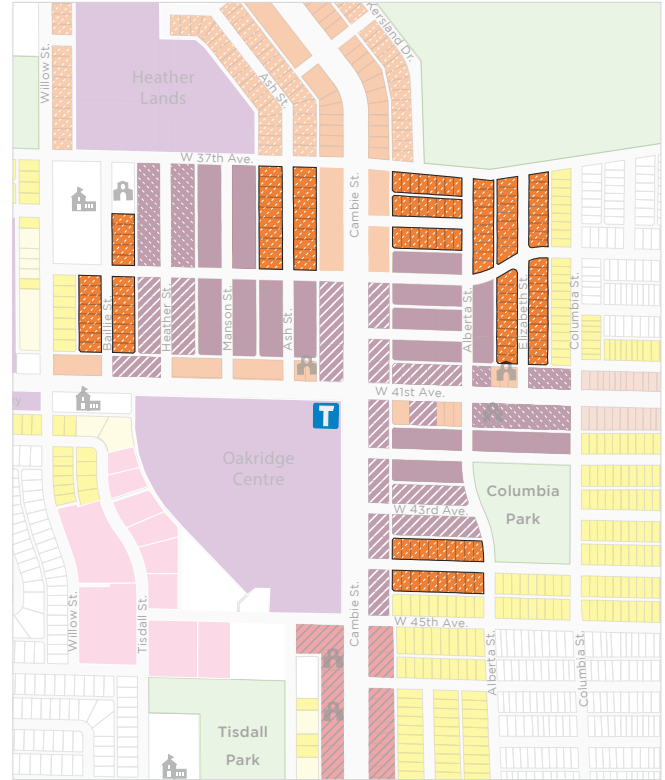 Kersland Dr.
Willow St.
Heather
Lands
Ash St.
W 37th Ave.
Cambie St.
Baillie St.
Heather St.
Manson St.
Ash St.
Alberta St.
Elizabeth St.
Columbia St.
W 41st Ave.
T
Oakridge
Centre
Columbia
Park
W 43rd Ave.
Willow St.
Tisdall St.
Cambie St.
W 45th Ave.
Alberta St.
Columbia St.
Tisdall
Park